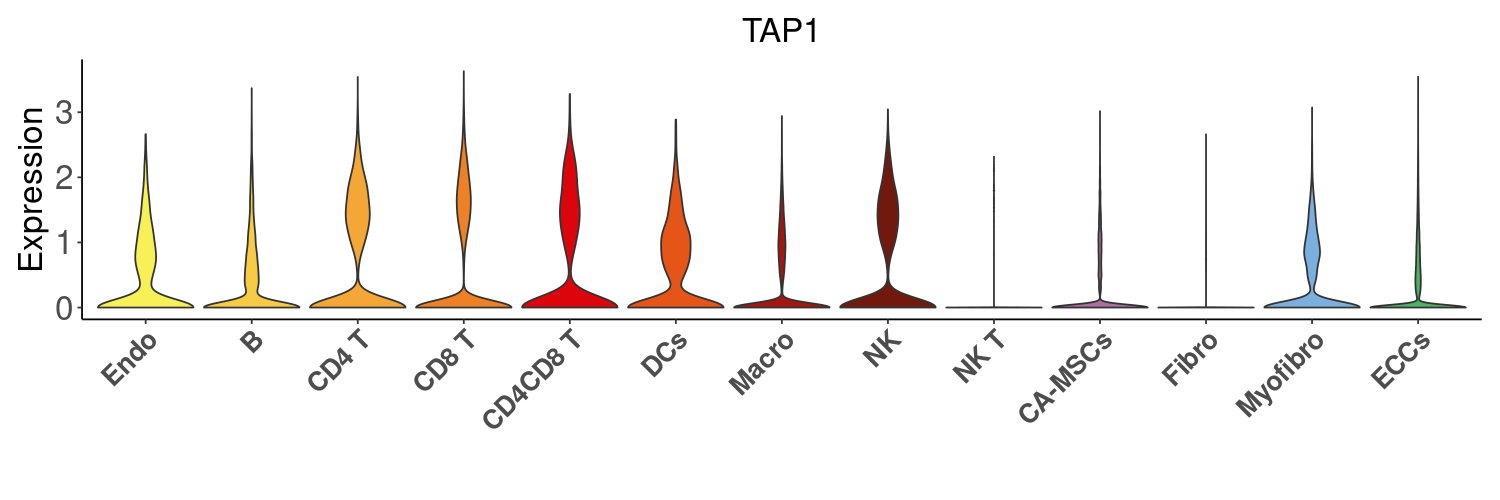 TAP1
Expression
3
2
1
0
Endo
B
CD4 T
CD8 T
CD4CD8 T
DCs
Macro
NK
NK T
CA-MSCs
Fibro
Myofibro
ECCs